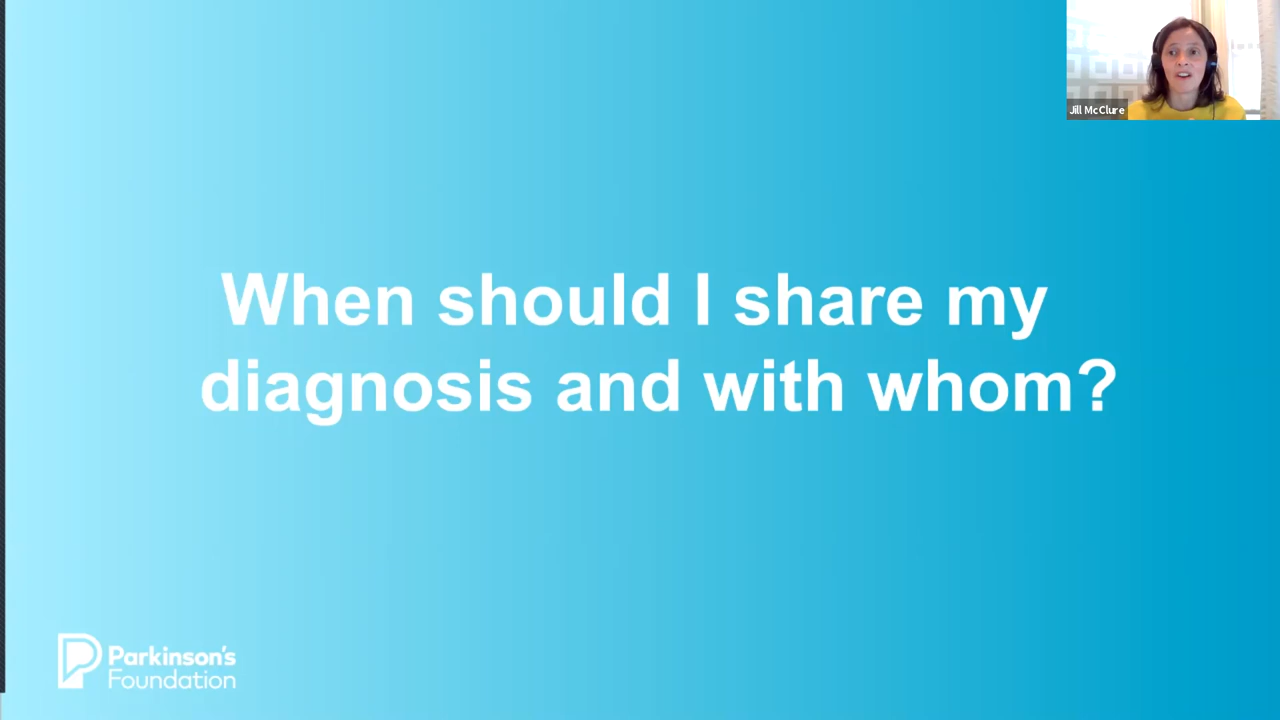 Jill McClure
When should I share my
diagnosis and with whom?
Parkinson's
Foundation